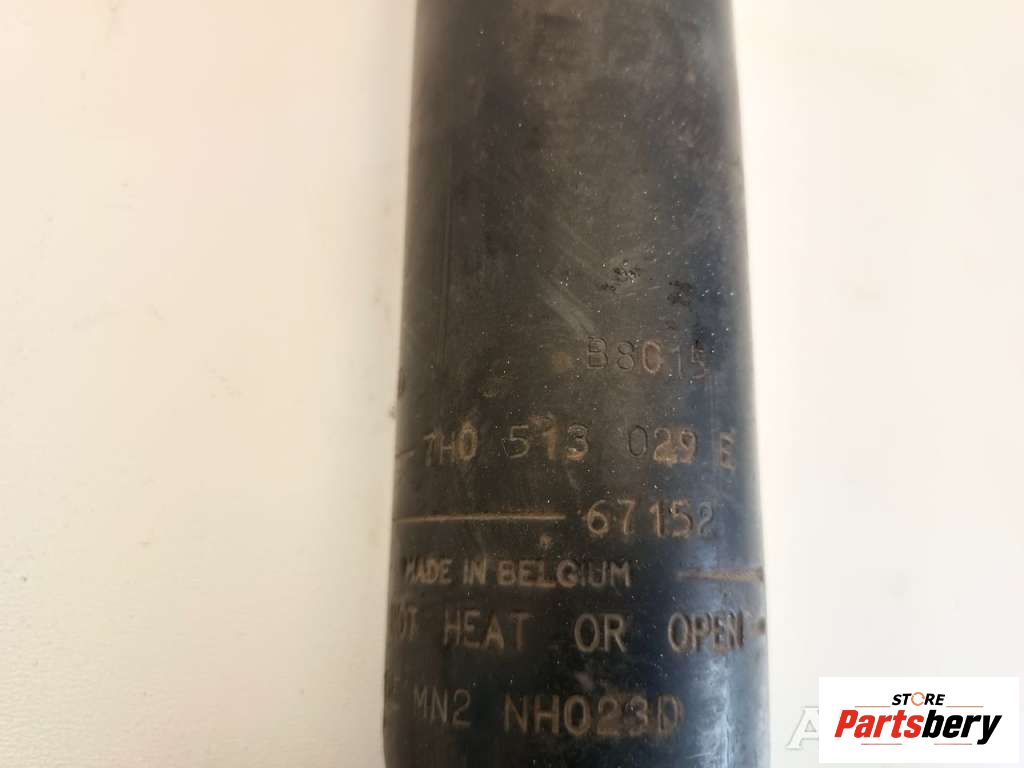 B8C15
7H0 513 029 E
67152
MADE IN BELGIUM
HEAT OR OPEN
MN2 NH023D
STORE
Partsbery